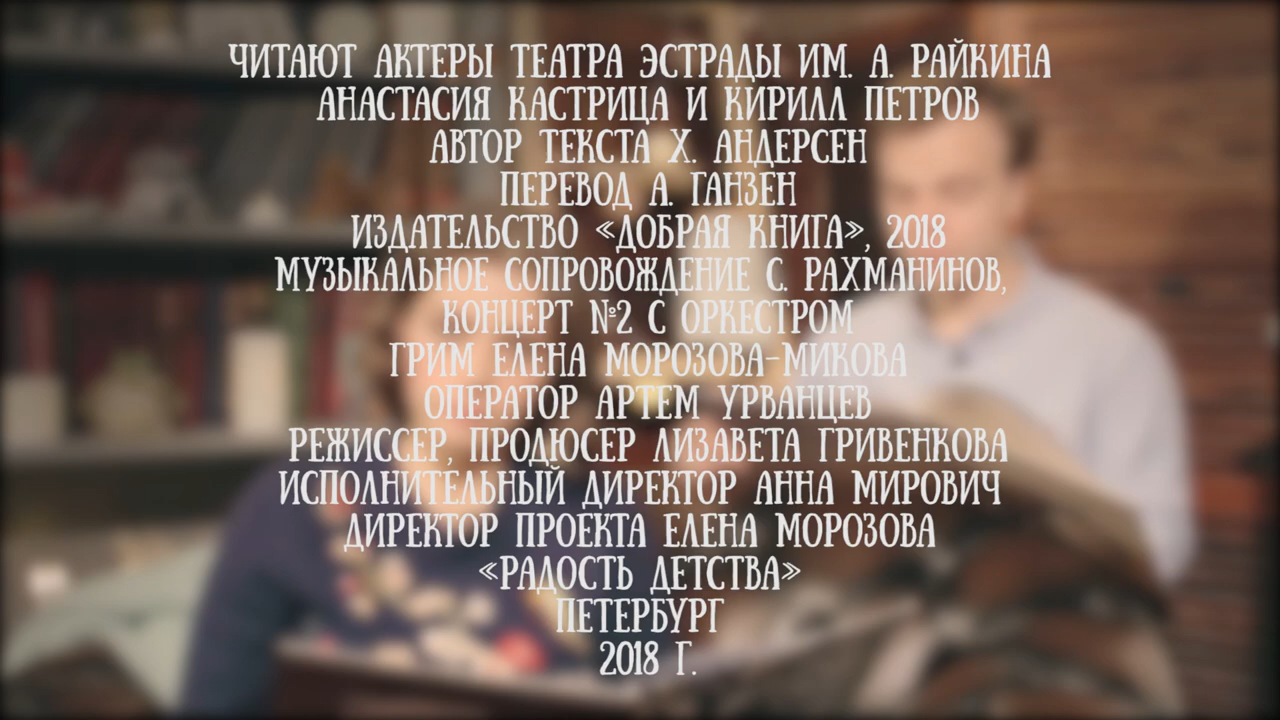 ЧИТАЮТ АКТЕРЫ ТЕАТРА ЭСТРАДЫ ИМ. А. РАЙКИНА
АНАСТАСИЯ КАСТРИЦА И КИРИЛЛ ПЕТРОВ
АВТОР ТЕКСТА Х. АНДЕРСЕН
ПЕРЕВОД А. ГАНЗЕН
ИЗДАТЕЛЬСТВО «ДОБРАЯ КНИГА», 2018
МУЗЫКАЛЬНОЕ СОПРОВОЖДЕНИЕ С. РАХМАНИНОВ,
КОНЦЕРТ №2 С ОРКЕСТРОМ
ГРИМ ЕЛЕНА МОРОЗОВА-МИКОВА
ОПЕРАТОР АРТЕМ УРВАНЦЕВ
РЕЖИССЕР, ПРОДЮСЕР ЛИЗАВЕТА ГРИВЕНКОВА
ИСПОЛНИТЕЛЬНЫЙ ДИРЕКТОР АННА МИРОВИЧ
ДИРЕКТОР ПРОЕКТА ЕЛЕНА МОРОЗОВА
«РАДОСТЬ ДЕТСТВА»
ПЕТЕРБУРГ
2018 Г.